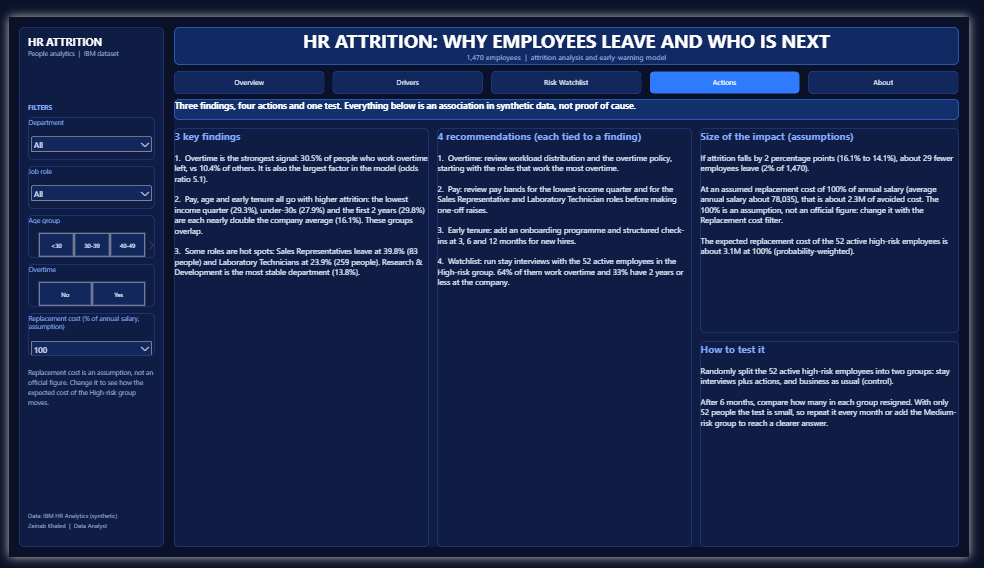 HR ATTRITION
People analytics | IBM dataset
FILTERS
Department
All
Job role
All
Age group
<30
30-39
40-49
Overtime
No
Yes
Replacement cost (% of annual salary,
assumption)
100
Replacement cost is an assumption, not an
official figure. Change it to see how the
expected cost of the High-risk group
moves.
Data: IBM HR Analytics (synthetic)
Zeinab Khaled | Data Analyst
HR ATTRITION: WHY EMPLOYEES LEAVE AND WHO IS NEXT
1,470 employees | attrition analysis and early-warning model
Overview
Drivers
Risk Watchlist
Actions
About
Three findings, four actions and one test. Everything below is an association in synthetic data, not proof of cause.
3 key findings
1. Overtime is the strongest signal: 30.5% of people who work overtime
left, vs 10.4% of others. It is also the largest factor in the model (odds
ratio 5.1).
2. Pay, age and early tenure all go with higher attrition: the lowest
income quarter (29.3%), under-30s (27.9%) and the first 2 years (29.8%)
are each nearly double the company average (16.1%). These groups
overlap.
3. Some roles are hot spots: Sales Representatives leave at 39.8% (83
people) and Laboratory Technicians at 23.9% (259 people). Research &
Development is the most stable department (13.8%).
4 recommendations (each tied to a finding)
1. Overtime: review workload distribution and the overtime policy,
starting with the roles that work the most overtime.
2. Pay: review pay bands for the lowest income quarter and for the
Sales Representative and Laboratory Technician roles before making
one-off raises.
3. Early tenure: add an onboarding programme and structured check-
ins at 3, 6 and 12 months for new hires.
4. Watchlist: run stay interviews with the 52 active employees in the
High-risk group. 64% of them work overtime and 33% have 2 years or
less at the company.
Size of the impact (assumptions)
If attrition falls by 2 percentage points (16.1% to 14.1%), about 29 fewer
employees leave (2% of 1,470).
At an assumed replacement cost of 100% of annual salary (average
annual salary about 78,035), that is about 2.3M of avoided cost. The
100% is an assumption, not an official figure: change it with the
Replacement cost filter.
The expected replacement cost of the 52 active high-risk employees is
about 3.1M at 100% (probability-weighted).
How to test it
Randomly split the 52 active high-risk employees into two groups: stay
interviews plus actions, and business as usual (control).
After 6 months, compare how many in each group resigned. With only
52 people the test is small, so repeat it every month or add the Medium-
risk group to reach a clearer answer.